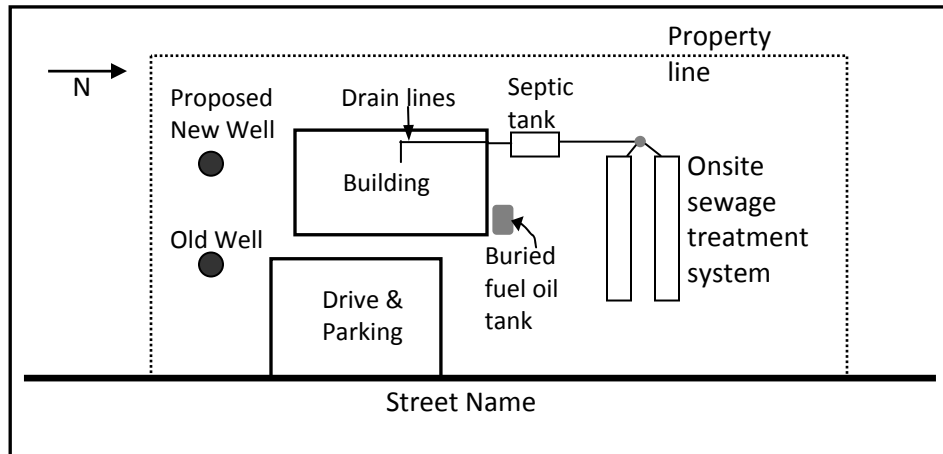 Property
line
N
Proposed
New Well
Drain lines
Septic
tank
Building
Onsite
sewage
treatment
system
Old Well
Buried
fuel oil
tank
Drive &
Parking
Street Name